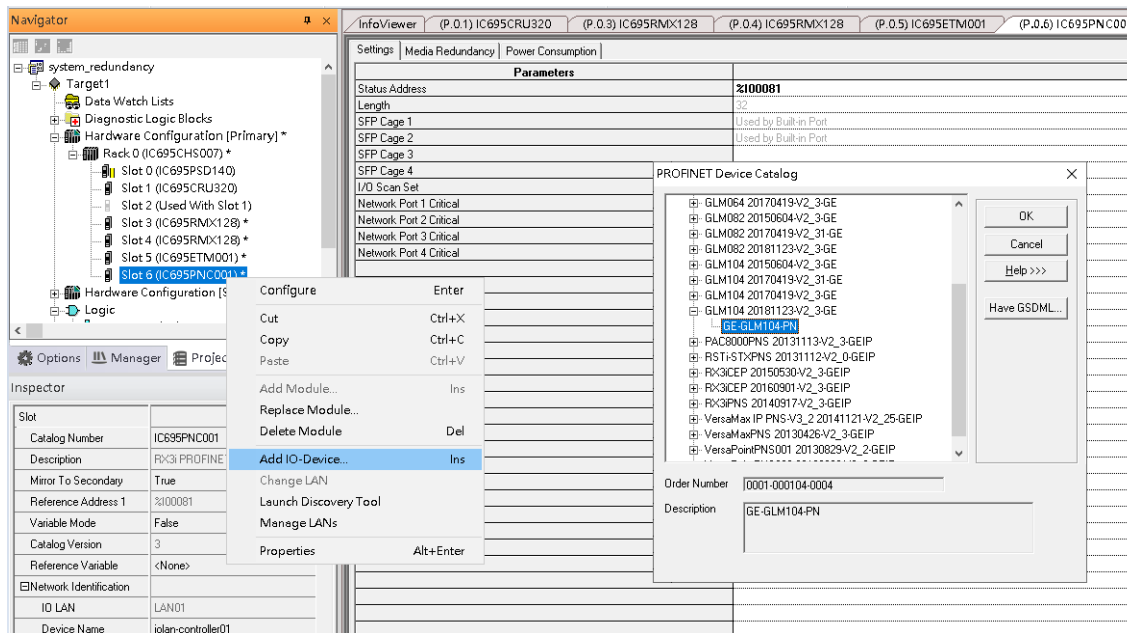 Navigator
system_redundancy
Target1
Data Watch Lists
Diagnostic Logic Blocks
Hardware Configuration [Primary] *
Rack 0 (IC695CHS007) *
Slot 0 (IC695PSD140)
Slot 1 (IC695CRU320)
Slot 2 (Used With Slot 1)
Slot 3 (IC695RMX128) *
Slot 4 (IC695RMX128) *
Slot 5 (IC695ETM001) *
Slot 6 (IC695PNC001) *
Hardware Configuration [S
Logic
Options
Manager
Projec
Inspector
Slot
Catalog Number IC695PNC001
Description RX3i PROFINE
Mirror To Secondary True
Reference Address 1 %I00081
Variable Mode False
Catalog Version 3
Reference Variable <None>
Network Identification
IO LAN LAN01
Device Name iolan-controller01
Configure Enter
Cut Ctrl+X
Copy Ctrl+C
Paste Ctrl+V
Add Module... Ins
Replace Module...
Delete Module Del
Add IO-Device... Ins
Change LAN
Launch Discovery Tool
Manage LANs
Properties Alt+Enter
InfoViewer
(P.0.1) IC695CRU320
(P.0.3) IC695RMX128
(P.0.4) IC695RMX128
(P.0.5) IC695ETM001
(P.0.6) IC695PNC00
Settings
Media Redundancy
Power Consumption
Parameters
Status Address %I00081
Length 32
SFP Cage 1 Used by Built-in Port
SFP Cage 2 Used by Built-in Port
SFP Cage 3
SFP Cage 4
I/O Scan Set
Network Port 1 Critical
Network Port 2 Critical
Network Port 3 Critical
Network Port 4 Critical
PROFINET Device Catalog
GLM064 20170419-V2_3-GE
GLM082 20150604-V2_3-GE
GLM082 20170419-V2_31-GE
GLM082 20181123-V2_3-GE
GLM104 20150604-V2_3-GE
GLM104 20170419-V2_31-GE
GLM104 20170419-V2_3-GE
GLM104 20181123-V2_3-GE
GE-GLM104-PN
PAC8000PNS 20131113-V2_3-GEIP
RSTi-STXPNS 20131112-V2_0-GEIP
RX3iCEP 20150530-V2_3-GEIP
RX3iCEP 20160901-V2_3-GEIP
RX3iPNS 20140917-V2_3-GEIP
VersaMax IP PNS-V3_2 20141121-V2_25-GEIP
VersaMaxPNS 20130426-V2_3-GEIP
VersaPointPNS001 20130829-V2_2-GEIP
OK
Cancel
Help >>>
Have GSDML...
Order Number 0001-000104-0004
Description GE-GLM104-PN